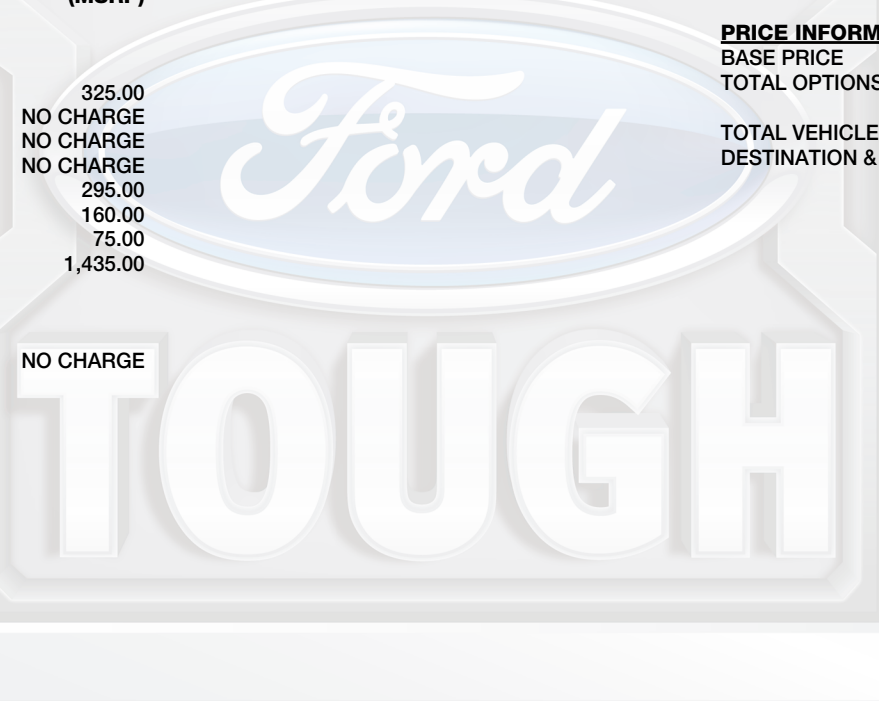 (MSRP)
325.00
NO CHARGE
NO CHARGE
NO CHARGE
295.00
160.00
75.00
1,435.00
NO CHARGE
PRICE INFORM
BASE PRICE
TOTAL OPTIONS
TOTAL VEHICLE
DESTINATION &
Ford
TOUGH